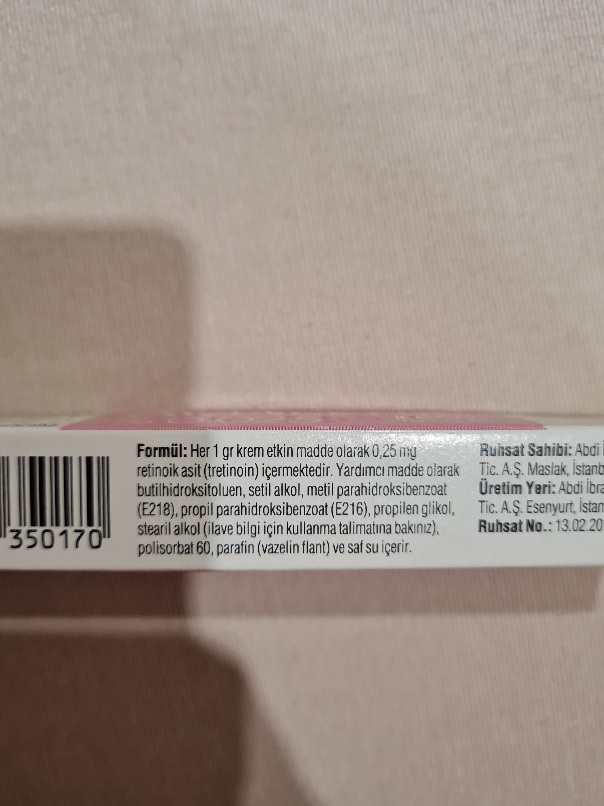 350170
Formül: Her 1 gr krem etkin madde olarak 0,25 mg
retinoik asit (tretinoin) içermektedir. Yardımcı madde olarak
butilhidroksitoluen, setil alkol, metil parahidroksibenzoat
(E218), propil parahidroksibenzoat (E216), propilen glikol,
stearil alkol (ilave bilgi için kullanma talimatına bakınız),
polisorbat 60, parafin (vazelin flant) ve saf su içerir.
Ruhsat Sahibi: Abdi
Tic. A.Ş. Maslak, İstanb
Üretim Yeri: Abdi İbra
Tic. A.Ş. Esenyurt, İstan
Ruhsat No.: 13.02.20